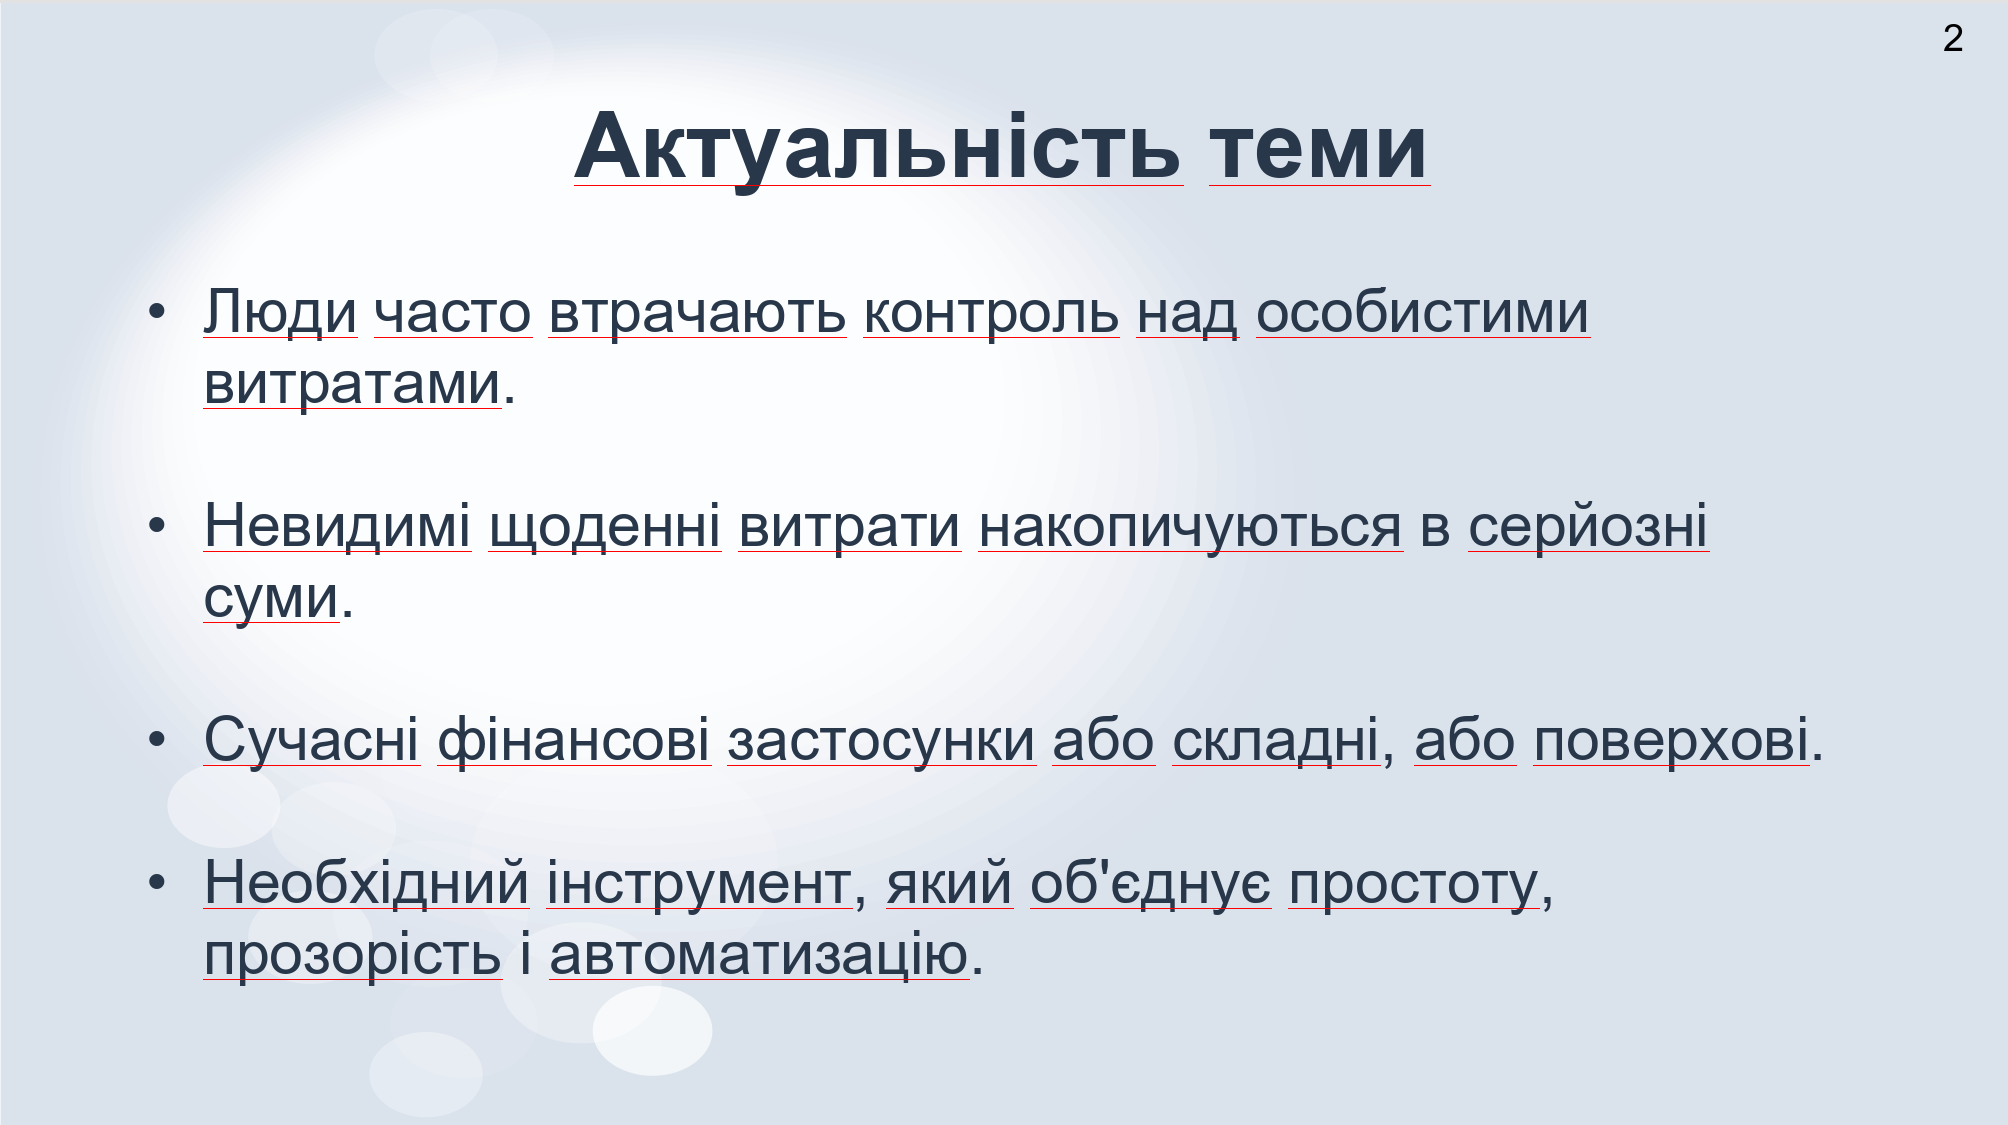 2
Актуальність теми
• Люди часто втрачають контроль над особистими
витратами.
• Невидимі щоденні витрати накопичуються в серйозні
суми.
• Сучасні фінансові застосунки або складні, або поверхові.
• Необхідний інструмент, який об'єднує простоту,
прозорість і автоматизацію.